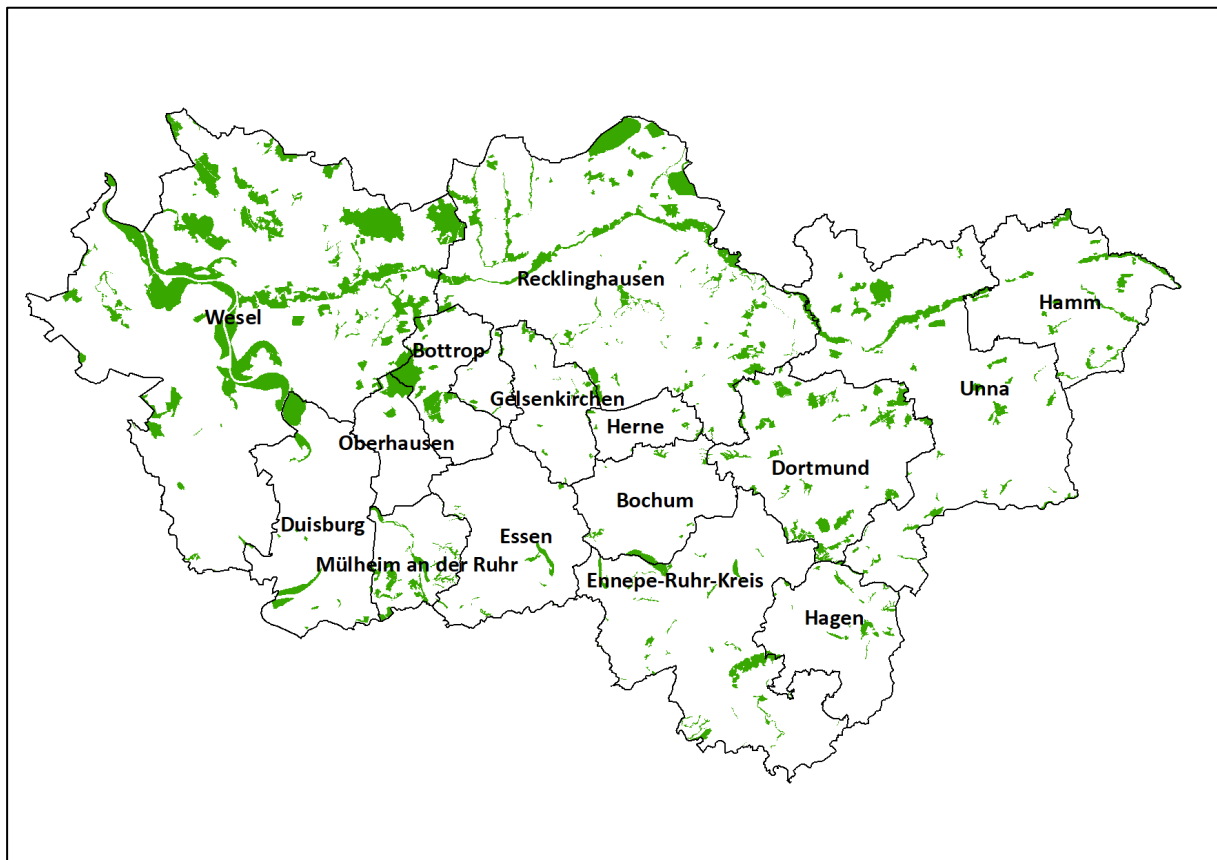 Recklinghausen
Hamm
Wesel
Bottrop
Unna
Gelsenkirchen
Herne
Oberhausen
Dortmund
Bochum
Duisburg
Essen
Mülheim an der Ruhr
Ennepe-Ruhr-Kreis
Hagen